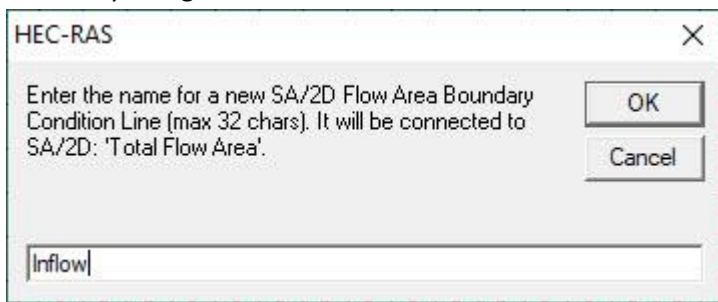 HEC-RAS
Enter the name for a new SA/2D Flow Area Boundary
Condition Line (max 32 chars). It will be connected to
SA/2D: 'Total Flow Area'.
OK
Cancel
Inflow